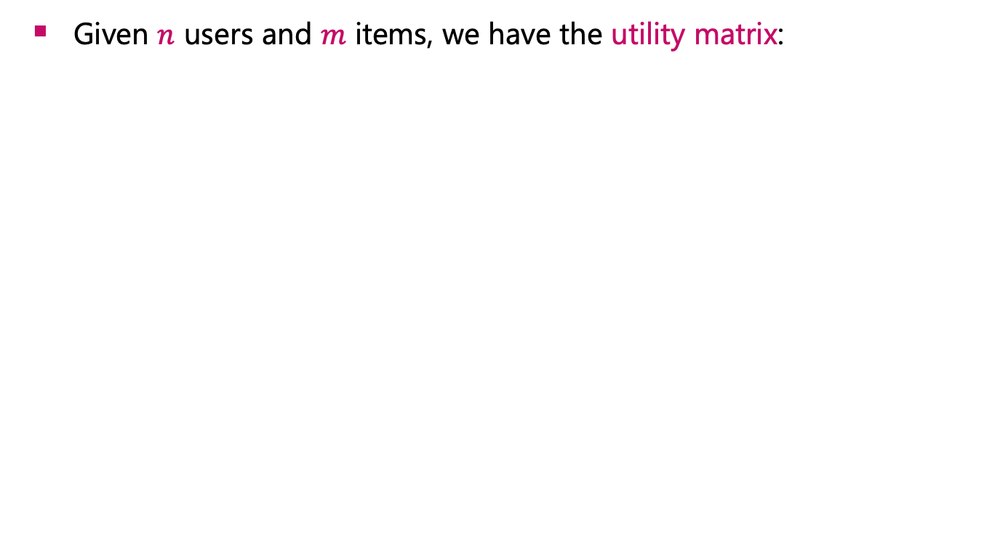 ▪ Given n users and m items, we have the utility matrix: